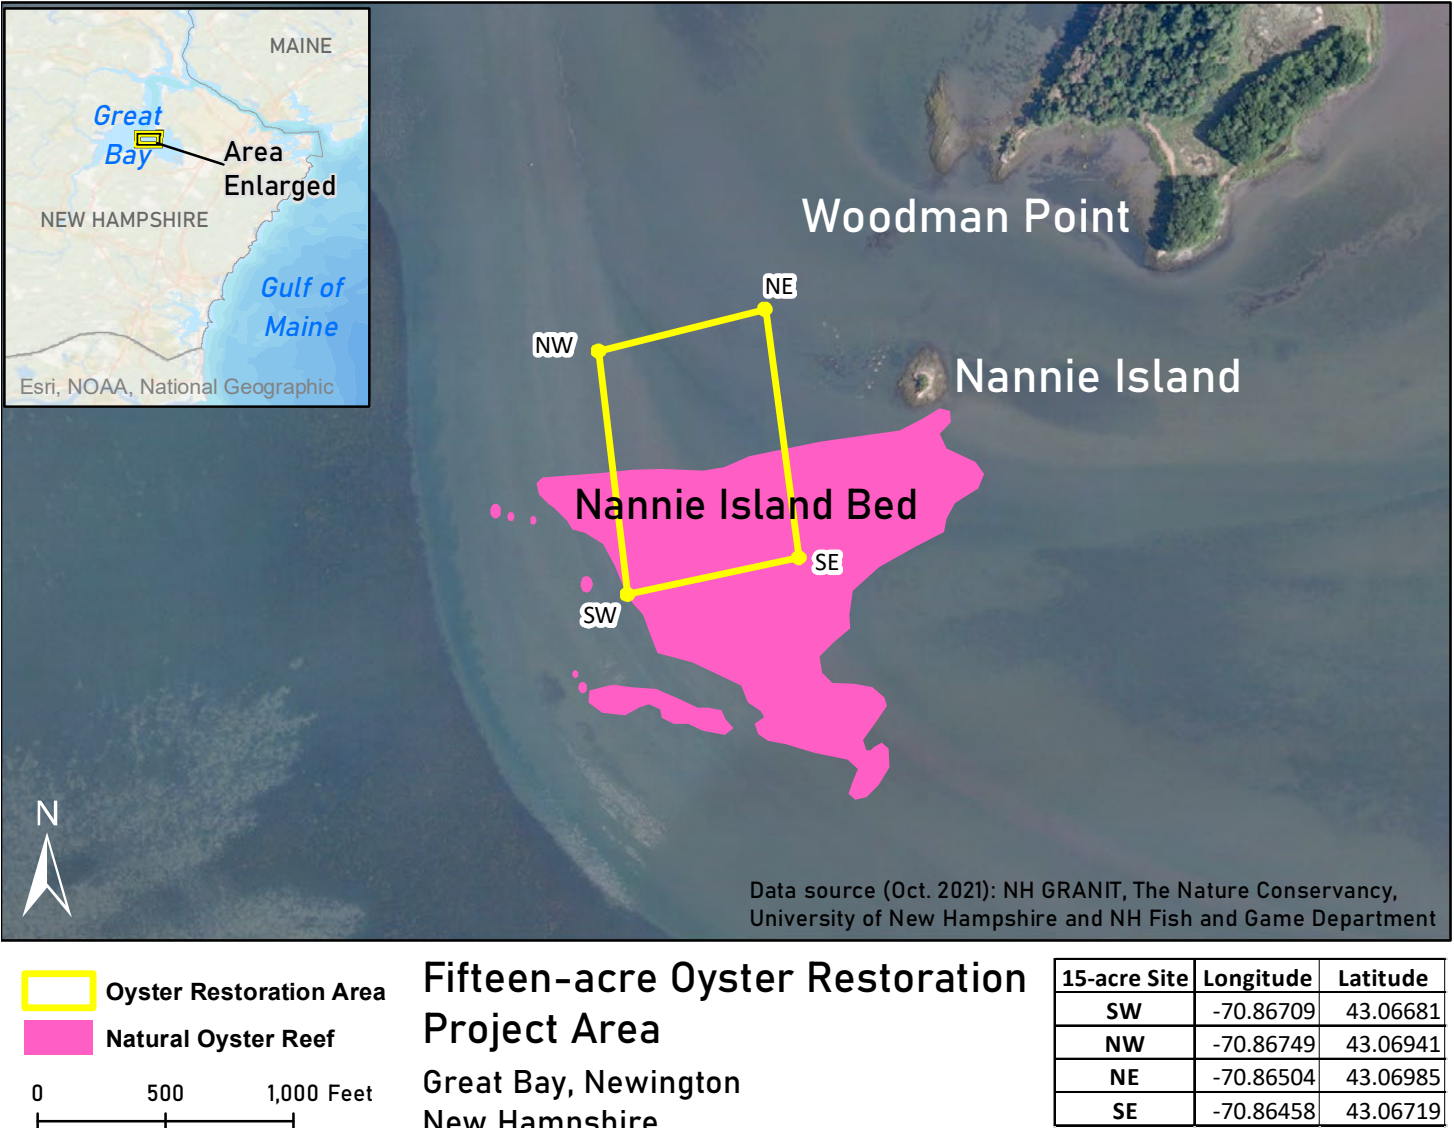 MAINE
Great
Bay
Area
Enlarged
NEW HAMPSHIRE
Gulf of
Maine
Esri, NOAA, National Geographic
Woodman Point
NE
NW
Nannie Island
Nannie Island Bed
SE
SW
N
Data source (Oct. 2021): NH GRANIT, The Nature Conservancy,
University of New Hampshire and NH Fish and Game Department
Oyster Restoration Area
Natural Oyster Reef
0 500 1,000 Feet
Fifteen-acre Oyster Restoration
Project Area
Great Bay, Newington
New Hampshire
15-acre Site Longitude Latitude
SW -70.86709 43.06681
NW -70.86749 43.06941
NE -70.86504 43.06985
SE -70.86458 43.06719